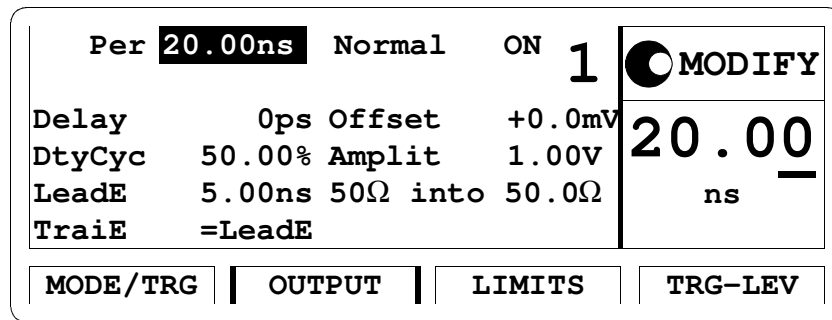 Per 20.00ns Normal ON 1 MODIFY
Delay 0ps Offset +0.0mV
DtyCyc 50.00% Amplit 1.00V 20.00
LeadE 5.00ns 50Ω into 50.0Ω ns
TraiE =LeadE
MODE/TRG OUTPUT LIMITS TRG-LEV